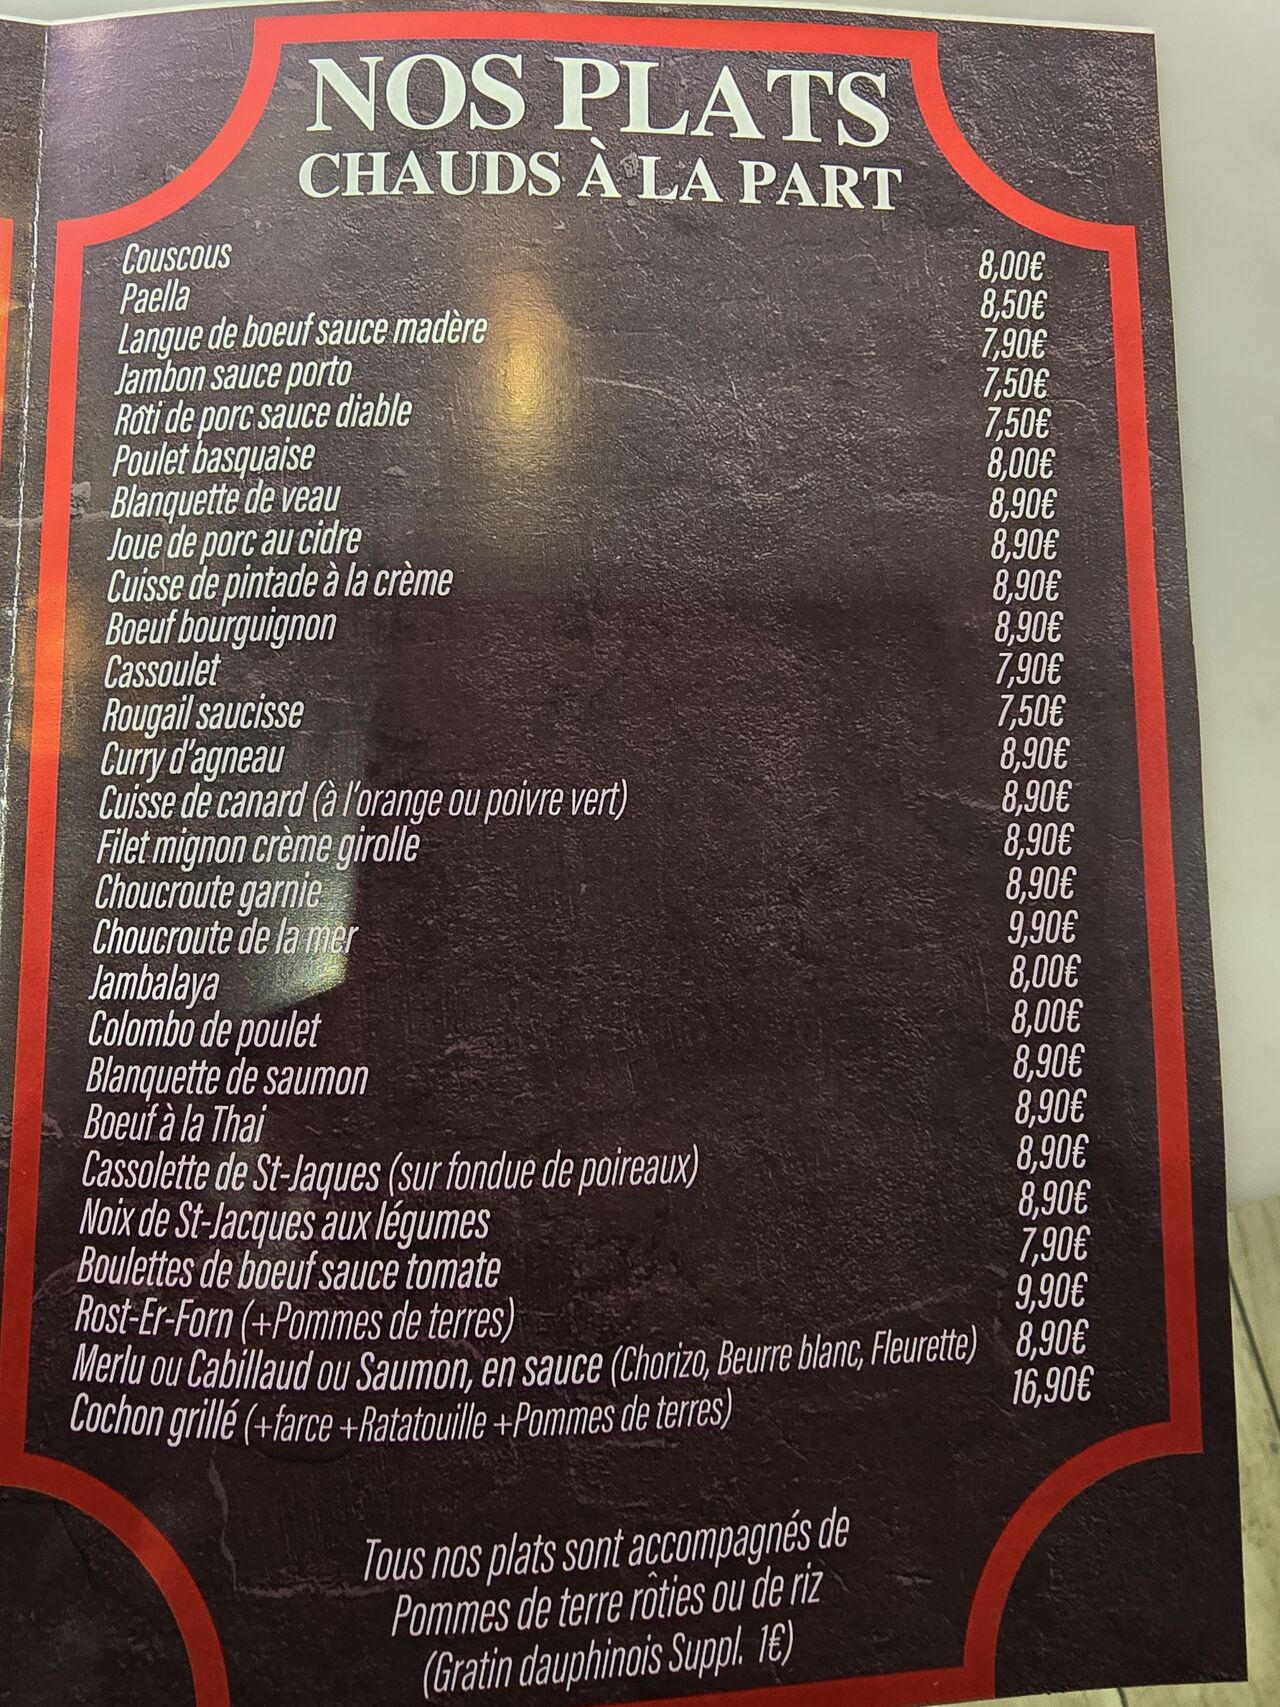 NOS PLATS
CHAUDS À LA PART
Couscous 8,00€
Paella 8,50€
Langue de boeuf sauce madère 7,90€
Jambon sauce porto 7,50€
Rôti de porc sauce diable 7,50€
Poulet basquaise 8,00€
Blanquette de veau 8,90€
Joue de porc au cidre 8,90€
Cuisse de pintade à la crème 8,90€
Boeuf bourguignon 8,90€
Cassoulet 7,90€
Rougail saucisse 7,50€
Curry d'agneau 8,90€
Cuisse de canard (à l'orange ou poivre vert) 8,90€
Filet mignon crème girolle 8,90€
Choucroute garnie 8,90€
Choucroute de la mer 9,90€
Jambalaya 8,00€
Colombo de poulet 8,00€
Blanquette de saumon 8,90€
Boeuf à la Thai 8,90€
Cassolette de St-Jaques (sur fondue de poireaux) 8,90€
Noix de St-Jacques aux légumes 8,90€
Boulettes de boeuf sauce tomate 7,90€
Rost-Er-Forn (+Pommes de terres) 9,90€
Merlu ou Cabillaud ou Saumon, en sauce (Chorizo, Beurre blanc, Fleurette) 8,90€
Cochon grillé (+farce +Ratatouille +Pommes de terres) 16,90€
Tous nos plats sont accompagnés de
Pommes de terre rôties ou de riz
(Gratin dauphinois Suppl. 1€)